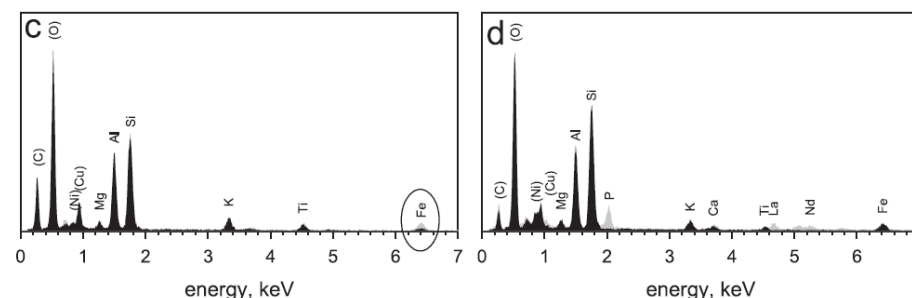 c
(C)
(O)
(Ni)
(Cu)
Mg
Al
Si
K
Ti
Fe
0 1 2 3 4 5 6 7
energy, keV
d
(C)
(O)
(Ni)
(Cu)
Mg
Al
Si
P
K
Ca
Ti
La
Nd
Fe
0 1 2 3 4 5 6
energy, keV